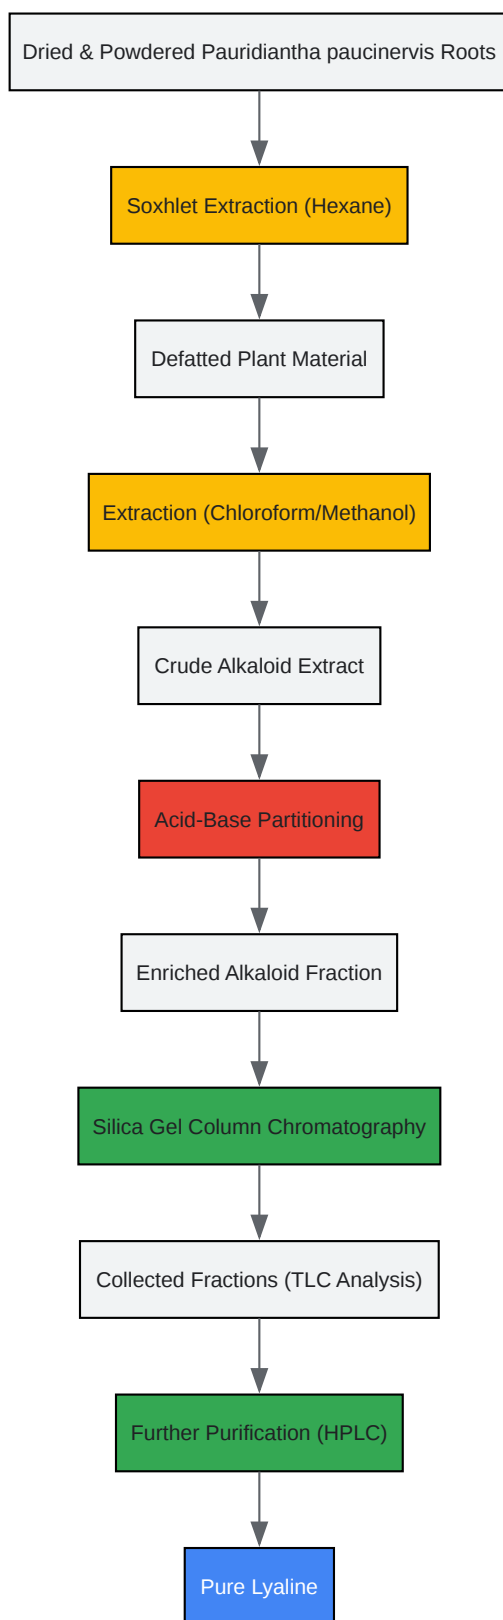 Dried & Powdered Pauridiantha paucinervis Roots
Soxhlet Extraction (Hexane)
Defatted Plant Material
Extraction (Chloroform/Methanol)
Crude Alkaloid Extract
Acid-Base Partitioning
Enriched Alkaloid Fraction
Silica Gel Column Chromatography
Collected Fractions (TLC Analysis)
Further Purification (HPLC)
Pure Lyaline